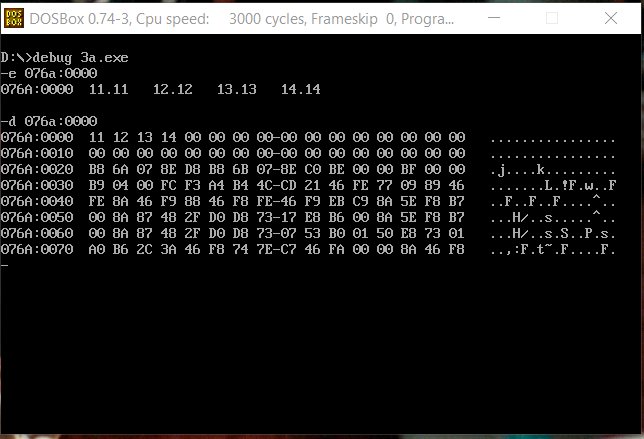 DOS
BOX
DOSBox 0.74-3, Cpu speed: 3000 cycles, Frameskip 0, Progra...
D:\>debug 3a.exe
-e 076a:0000
076A:0000 11.11 12.12 13.13 14.14
-d 076a:0000
076A:0000 11 12 13 14 00 00 00 00-00 00 00 00 00 00 00 00 ................
076A:0010 00 00 00 00 00 00 00 00-00 00 00 00 00 00 00 00 ................
076A:0020 B8 6A 07 8E D8 B8 6B 07-8E C0 BE 00 00 BF 00 00 .j....k.........
076A:0030 B9 04 00 FC F3 A4 B4 4C-CD 21 46 FE 77 09 89 46 .......L.!F.w..F
076A:0040 FE 8A 46 F9 88 46 F8 FE-46 F9 EB C9 8A 5E F8 B7 ..F..F..F....^..
076A:0050 00 8A 87 48 2F D0 D8 73-17 E8 B6 00 8A 5E F8 B7 ...H/..s.....^..
076A:0060 00 8A 87 48 2F D0 D8 73-07 53 B0 01 50 E8 73 01 ...H/..s.S..P.s.
076A:0070 A0 B6 2C 3A 46 F8 74 7E-C7 46 FA 00 00 8A 46 F8 ..,:F.t~.F....F.
-